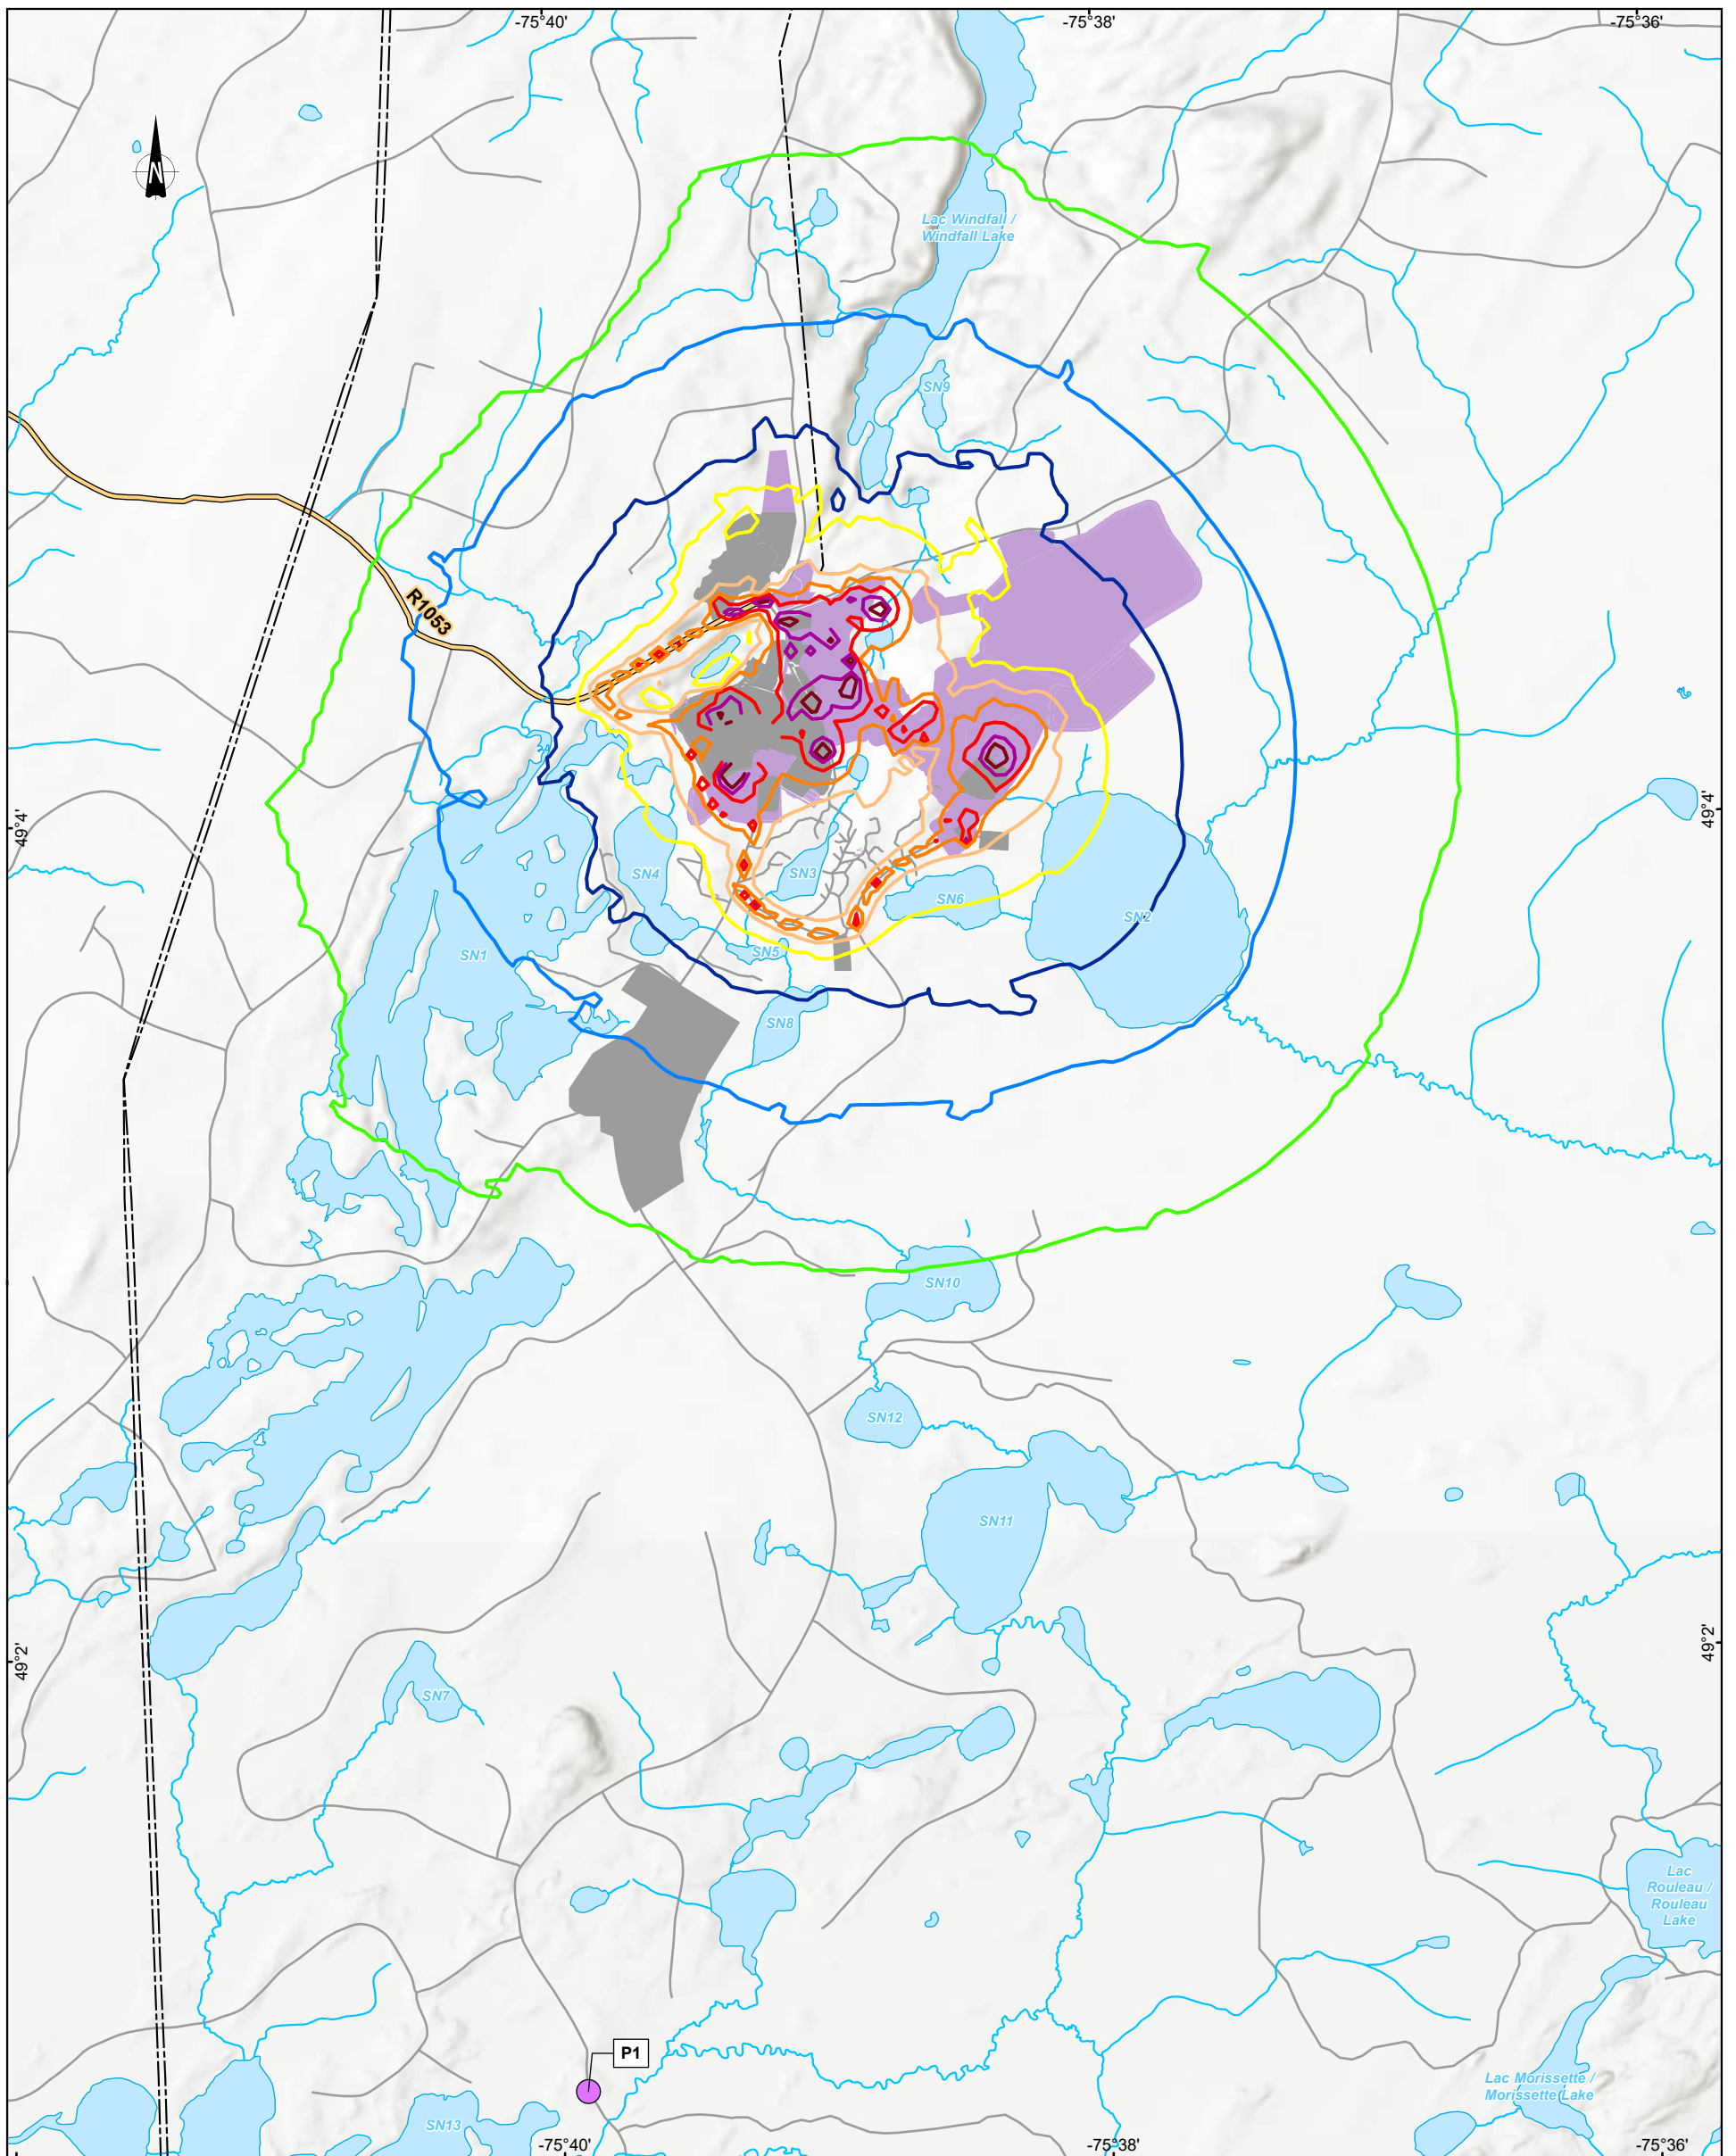 -75°40'
-75°38'
-75°36'
N
Lac Windfall /
Windfall Lake
SN9
R1053
49°4'
49°4'
SN4
SN3
SN6
SN2
SN5
SN1
SN8
SN10
SN12
SN11
49°2'
49°2'
SN7
Lac
Rouleau /
Rouleau
Lake
P1
Lac Morissette /
Morissette Lake
SN13
-75°40'
-75°38'
-75°36'